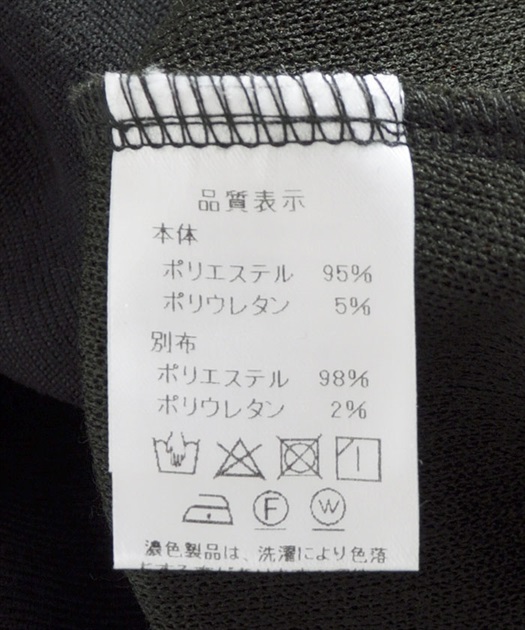 品質表示
本体
ポリエステル 95%
ポリウレタン 5%
別布
ポリエステル 98%
ポリウレタン 2%
F W
濃色製品は、洗濯により色落